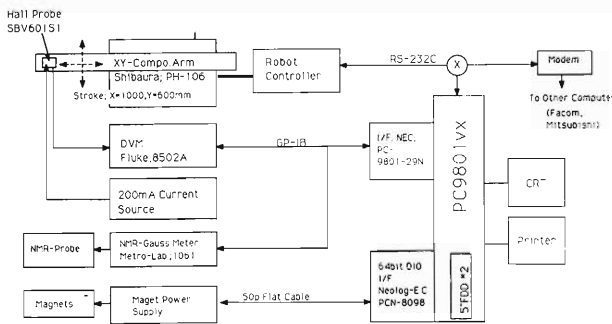 Hall Probe
SBV601S1
XY-Compo.Arm
Shibaura; PH-106
Stroke; X=1000,Y=600mm
Robot
Controller
RS-232C
X
Modem
To Other Computer
(Facom,
Mitsubishi)
DVM
Fluke,8502A
GP-IB
I/F, NEC,
PC-
9801-29N
PC9801VX
200mA Current
Source
CRT
Printer
NMR-Probe
NMR-Gauss Meter
Metro-Lab;1061
64bit DIO
I/F
Neolog-EC
PCN-8098
5"FDD *2
Magnets
Maget Power
Supply
50p Flat Cable